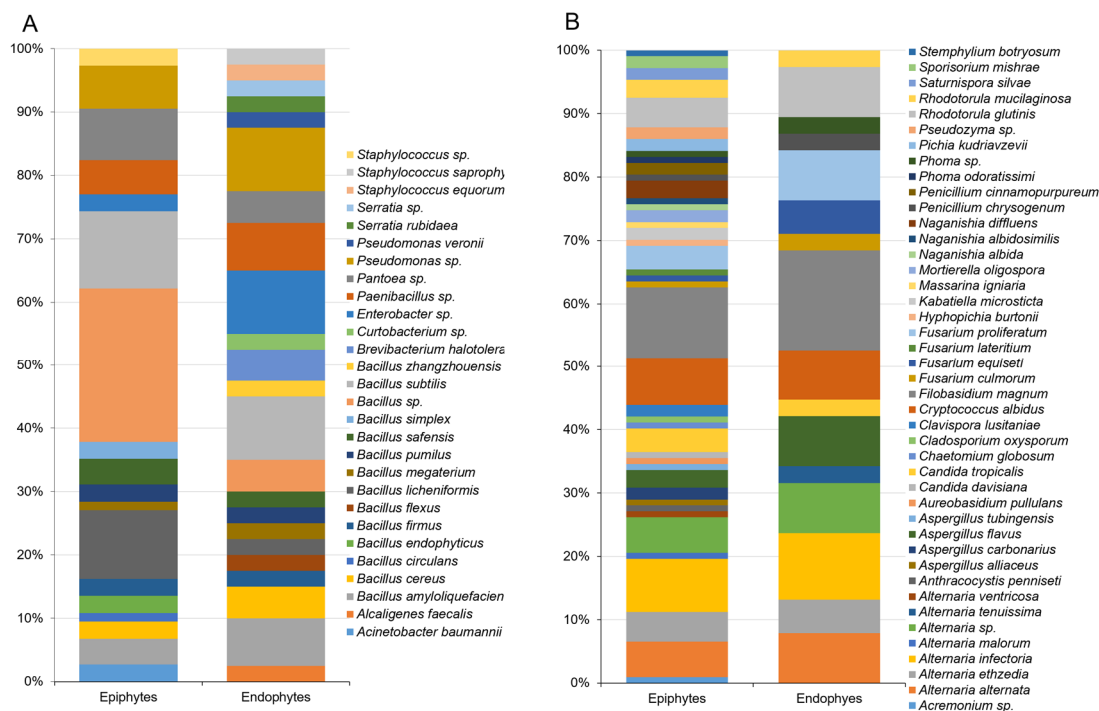 A
100%
90%
80%
70%
60%
50%
40%
30%
20%
10%
0%
Epiphytes
Endophytes
Staphylococcus sp.
Staphylococcus saprophy
Staphylococcus equorum
Serratia sp.
Serratia rubidaea
Pseudomonas veronii
Pseudomonas sp.
Pantoea sp.
Paenibacillus sp.
Enterobacter sp.
Curtobacterium sp.
Brevibacterium halotolera
Bacillus zhangzhouensis
Bacillus subtilis
Bacillus sp.
Bacillus simplex
Bacillus safensis
Bacillus pumilus
Bacillus megaterium
Bacillus licheniformis
Bacillus flexus
Bacillus firmus
Bacillus endophyticus
Bacillus circulans
Bacillus cereus
Bacillus amyloliquefacien
Alcaligenes faecalis
Acinetobacter baumannii
B
100%
90%
80%
70%
60%
50%
40%
30%
20%
10%
0%
Epiphytes
Endophyes
Stemphylium botryosum
Sporisorium mishrae
Saturnispora silvae
Rhodotorula mucilaginosa
Rhodotorula glutinis
Pseudozyma sp.
Pichia kudriavzevii
Phoma sp.
Phoma odoratissimi
Penicillium cinnamopurpureum
Penicillium chrysogenum
Naganishia diffluens
Naganishia albidosimilis
Naganishia albida
Mortierella oligospora
Massarina igniaria
Kabatiella microsticta
Hyphopichia burtonii
Fusarium proliferatum
Fusarium lateritium
Fusarium equiseti
Fusarium culmorum
Filobasidium magnum
Cryptococcus albidus
Clavispora lusitaniae
Cladosporium oxysporum
Chaetomium globosum
Candida tropicalis
Candida davisiana
Aureobasidium pullulans
Aspergillus tubingensis
Aspergillus flavus
Aspergillus carbonarius
Aspergillus alliaceus
Anthracocystis penniseti
Alternaria ventricosa
Alternaria tenuissima
Alternaria sp.
Alternaria malorum
Alternaria infectoria
Alternaria ethzedia
Alternaria alternata
Acremonium sp.